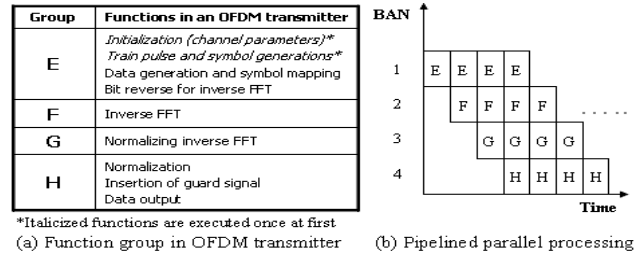 Group Functions in an OFDM transmitter
E
Initialization (channel parameters)*
Train pulse and symbol generations*
Data generation and symbol mapping
Bit reverse for inverse FFT
F Inverse FFT
G Normalizing inverse FFT
H
Normalization
Insertion of guard signal
Data output
*Italicized functions are executed once at first
(a) Function group in OFDM transmitter
BAN
1 E E E E
2 F F F F . . . . .
3 G G G G
4 H H H H
Time
(b) Pipelined parallel processing